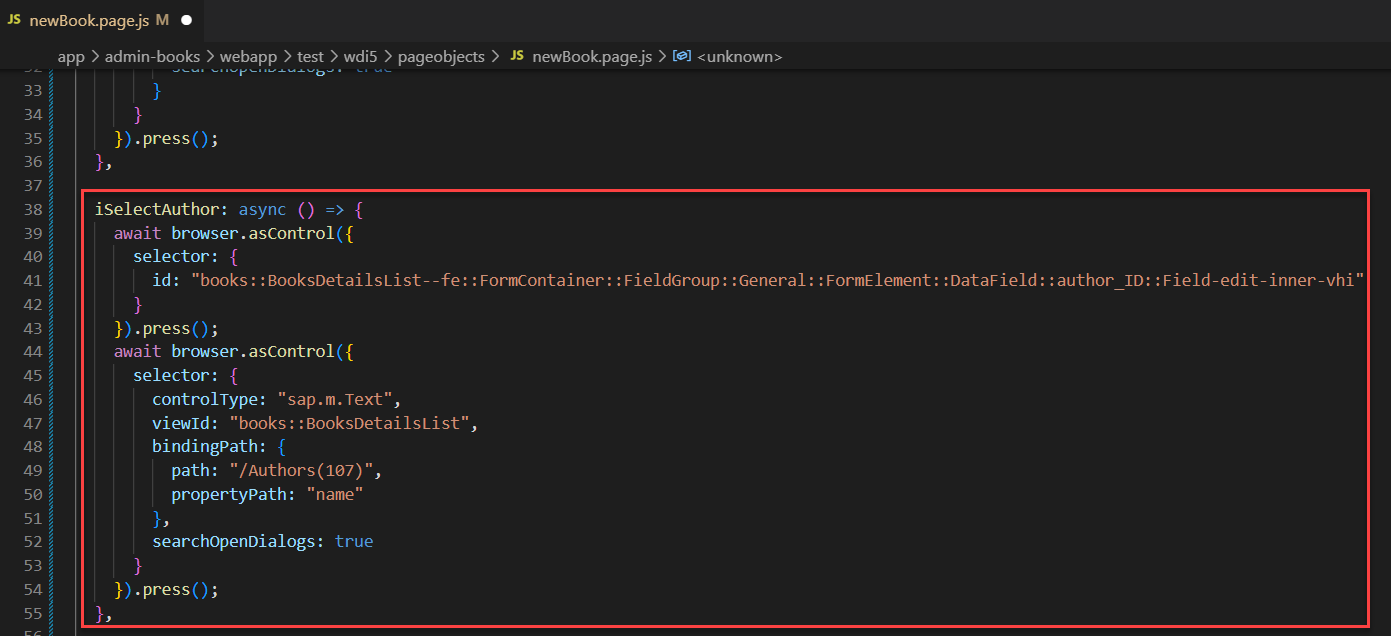 JS newBook.page.js M ●
app > admin-books > webapp > test > wdi5 > pageobjects > JS newBook.page.js > <unknown>
32 searchOpenDialogs: true
33 }
34 }
35 }).press();
36 },
37
38 iSelectAuthor: async () => {
39 await browser.asControl({
40 selector: {
41 id: "books::BooksDetailsList--fe::FormContainer::FieldGroup::General::FormElement::DataField::author_ID::Field-edit-inner-vhi"
42 }
43 }).press();
44 await browser.asControl({
45 selector: {
46 controlType: "sap.m.Text",
47 viewId: "books::BooksDetailsList",
48 bindingPath: {
49 path: "/Authors(107)",
50 propertyPath: "name"
51 },
52 searchOpenDialogs: true
53 }
54 }).press();
55 },
56